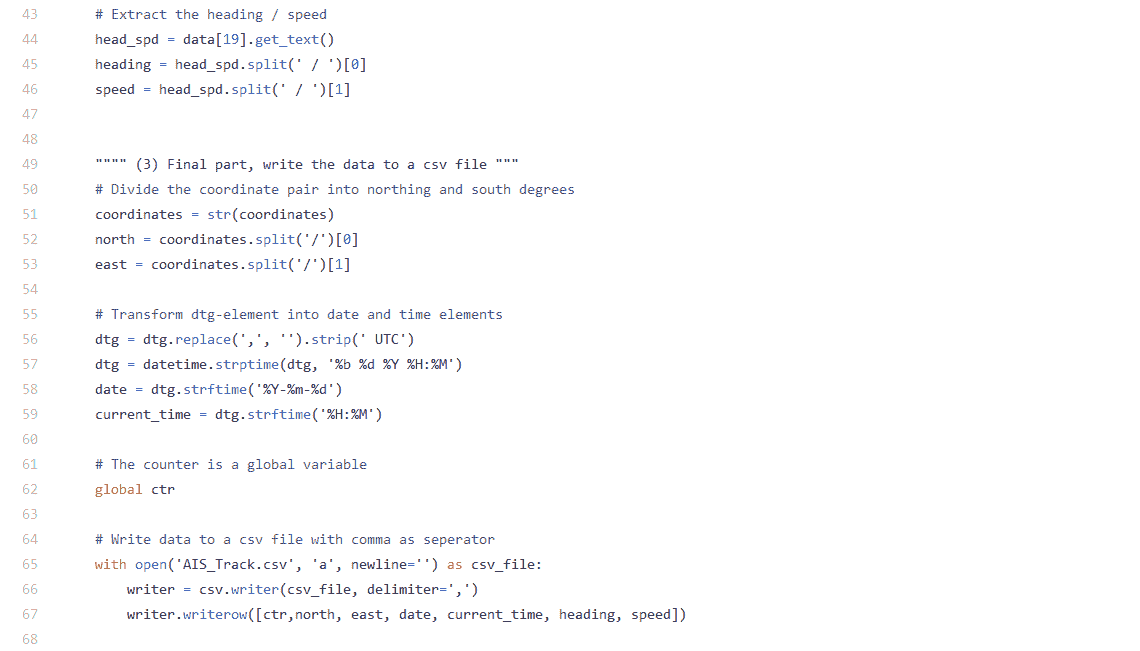 43 # Extract the heading / speed
44 head_spd = data[19].get_text()
45 heading = head_spd.split(' / ')[0]
46 speed = head_spd.split(' / ')[1]
47
48
49 """" (3) Final part, write the data to a csv file """
50 # Divide the coordinate pair into northing and south degrees
51 coordinates = str(coordinates)
52 north = coordinates.split('/')[0]
53 east = coordinates.split('/')[1]
54
55 # Transform dtg-element into date and time elements
56 dtg = dtg.replace(',', '').strip(' UTC')
57 dtg = datetime.strptime(dtg, '%b %d %Y %H:%M')
58 date = dtg.strftime('%Y-%m-%d')
59 current_time = dtg.strftime('%H:%M')
60
61 # The counter is a global variable
62 global ctr
63
64 # Write data to a csv file with comma as seperator
65 with open('AIS_Track.csv', 'a', newline='') as csv_file:
66     writer = csv.writer(csv_file, delimiter=',')
67     writer.writerow([ctr,north, east, date, current_time, heading, speed])
68